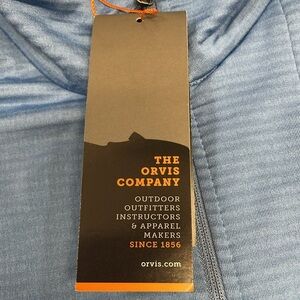 THE
ORVIS
COMPANY
OUTDOOR
OUTFITTERS
INSTRUCTORS
& APPAREL
MAKERS
SINCE 1856
orvis.com